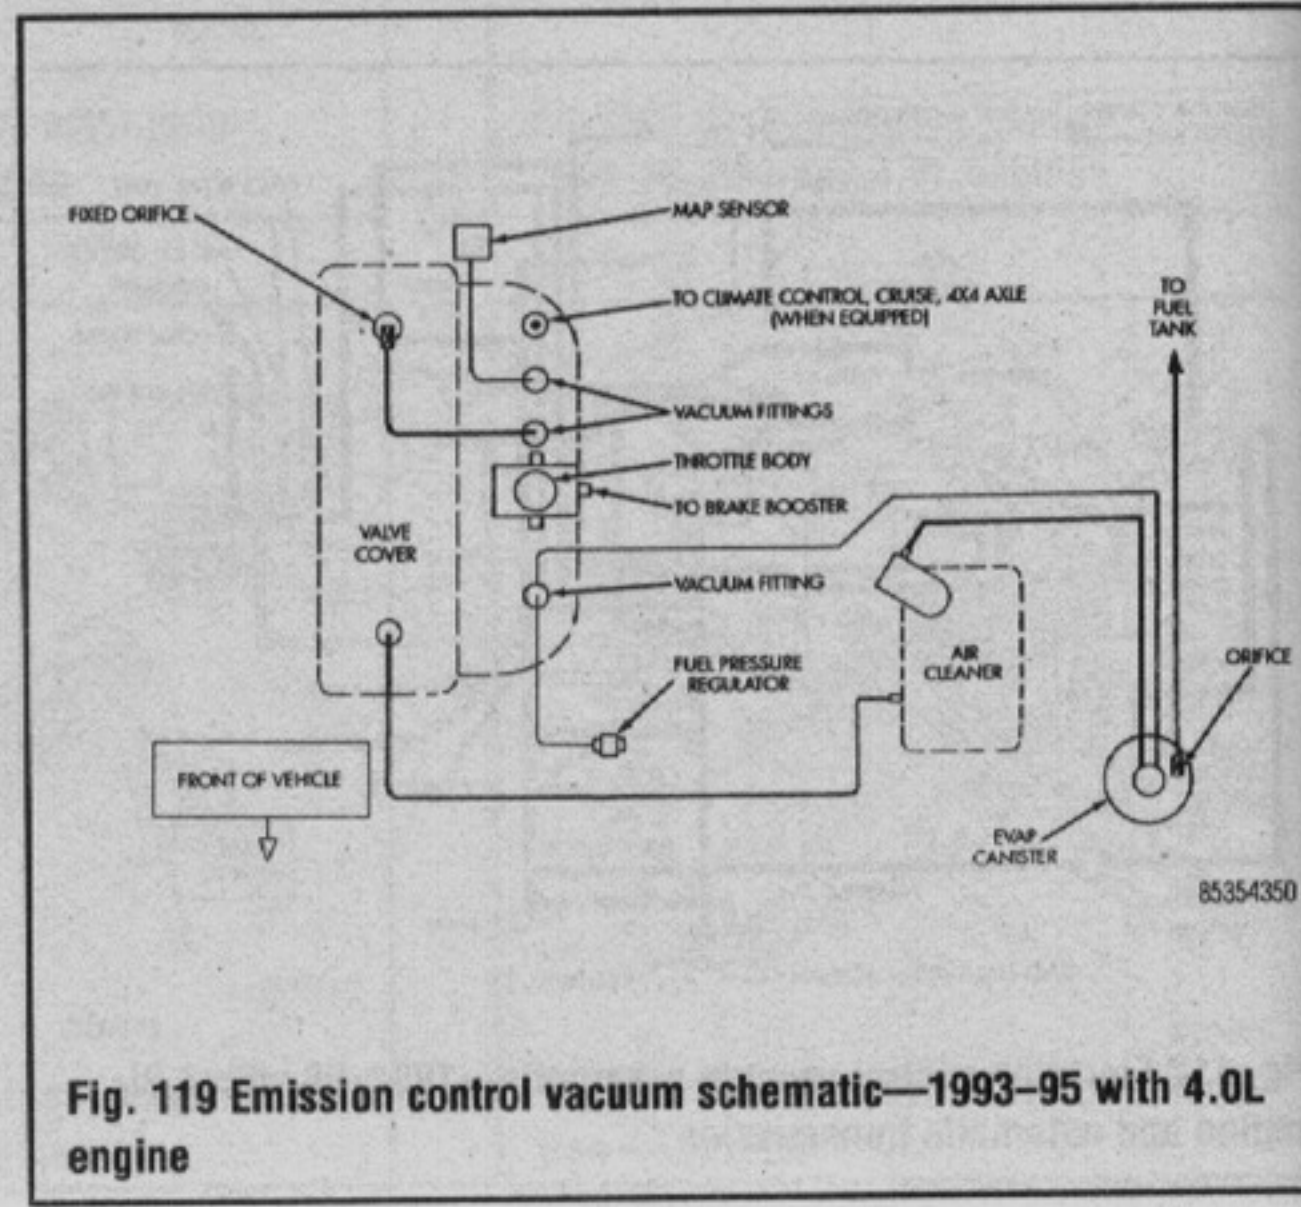 FIXED ORIFICE
MAP SENSOR
TO CLIMATE CONTROL, CRUISE, 4X4 AXLE
(WHEN EQUIPPED)
TO
FUEL
TANK
VACUUM FITTINGS
THROTTLE BODY
TO BRAKE BOOSTER
VALVE
COVER
VACUUM FITTING
AIR
CLEANER
FUEL PRESSURE
REGULATOR
ORIFICE
FRONT OF VEHICLE
EVAP
CANISTER
85354350
Fig. 119 Emission control vacuum schematic—1993–95 with 4.0L
engine